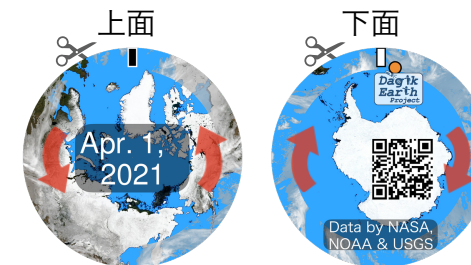 上面
下面
Apr. 1,
2021
Dagik
Earth
Project
Data by NASA,
NOAA & USGS